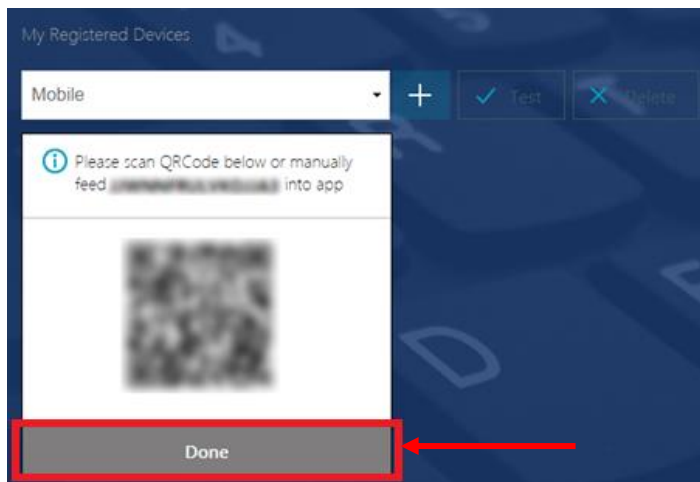 My Registered Devices
Mobile
Test
Delete
Please scan QRCode below or manually
feed into app
Done